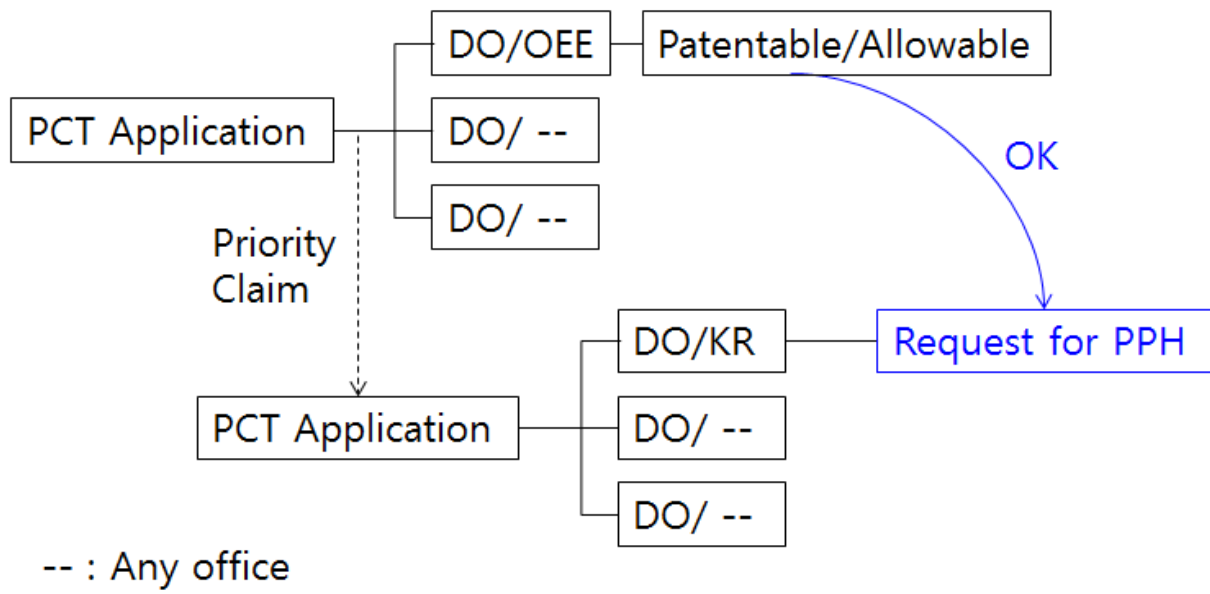 DO/OEE
Patentable/Allowable
PCT Application
DO/ --
DO/ --
OK
Priority
Claim
DO/KR
Request for PPH
PCT Application
DO/ --
DO/ --
-- : Any office